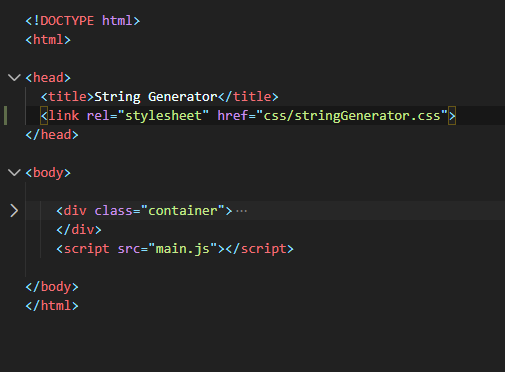 <!DOCTYPE html>
<html>
<head>
<title>String Generator</title>
<link rel="stylesheet" href="css/stringGenerator.css">
</head>
<body>
<div class="container">···
</div>
<script src="main.js"></script>
</body>
</html>